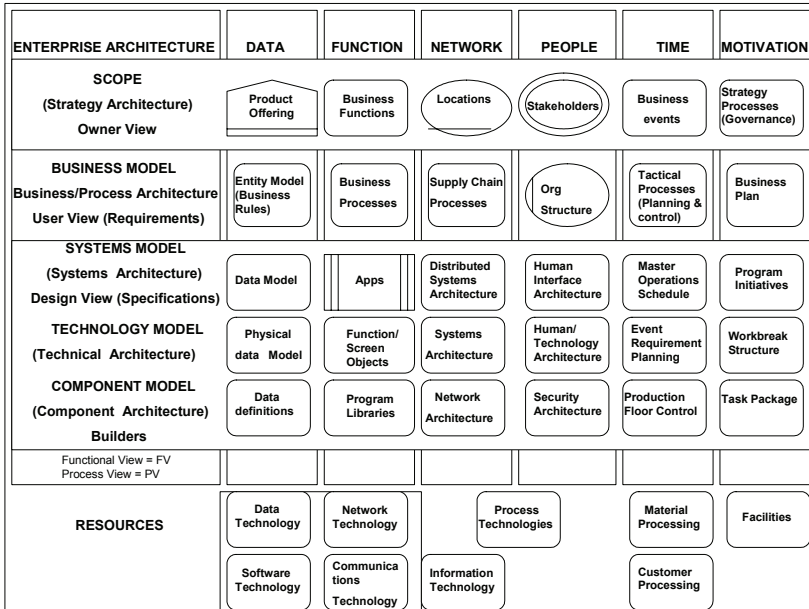 ENTERPRISE ARCHITECTURE
DATA
FUNCTION
NETWORK
PEOPLE
TIME
MOTIVATION
SCOPE
(Strategy Architecture)
Owner View
Product
Offering
Business
Functions
Locations
Stakeholders
Business
events
Strategy
Processes
(Governance)
BUSINESS MODEL
Business/Process Architecture
User View (Requirements)
Entity Model
(Business
Rules)
Business
Processes
Supply Chain
Processes
Org
Structure
Tactical
Processes
(Planning &
control)
Business
Plan
SYSTEMS MODEL
(Systems Architecture)
Design View (Specifications)
Data Model
Apps
Distributed
Systems
Architecture
Human
Interface
Architecture
Master
Operations
Schedule
Program
Initiatives
TECHNOLOGY MODEL
(Technical Architecture)
Physical
data Model
Function/
Screen
Objects
Systems
Architecture
Human/
Technology
Architecture
Event
Requirement
Planning
Workbreak
Structure
COMPONENT MODEL
(Component Architecture)
Builders
Data
definitions
Program
Libraries
Network
Architecture
Security
Architecture
Production
Floor Control
Task Package
Functional View = FV
Process View = PV
RESOURCES
Data
Technology
Network
Technology
Process
Technologies
Material
Processing
Facilities
Software
Technology
Communica
tions
Technology
Information
Technology
Customer
Processing